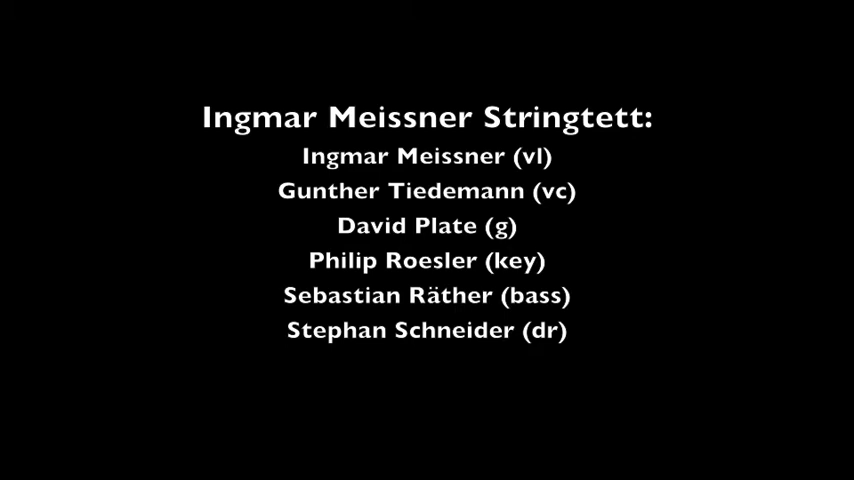 Ingmar Meissner Stringtett:
Ingmar Meissner (vl)
Gunther Tiedemann (vc)
David Plate (g)
Philip Roesler (key)
Sebastian Räther (bass)
Stephan Schneider (dr)